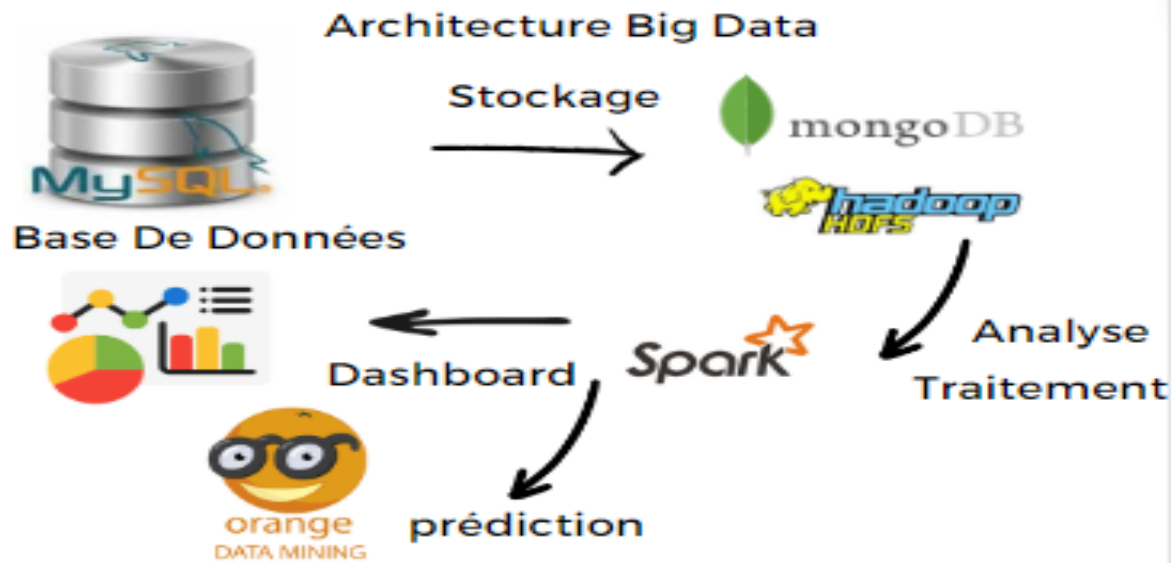 Architecture Big Data
Stockage
mongoDB
MySQL
hadoop
HDFS
Base De Données
Spark
Analyse
Traitement
Dashboard
orange
DATA MINING
prédiction